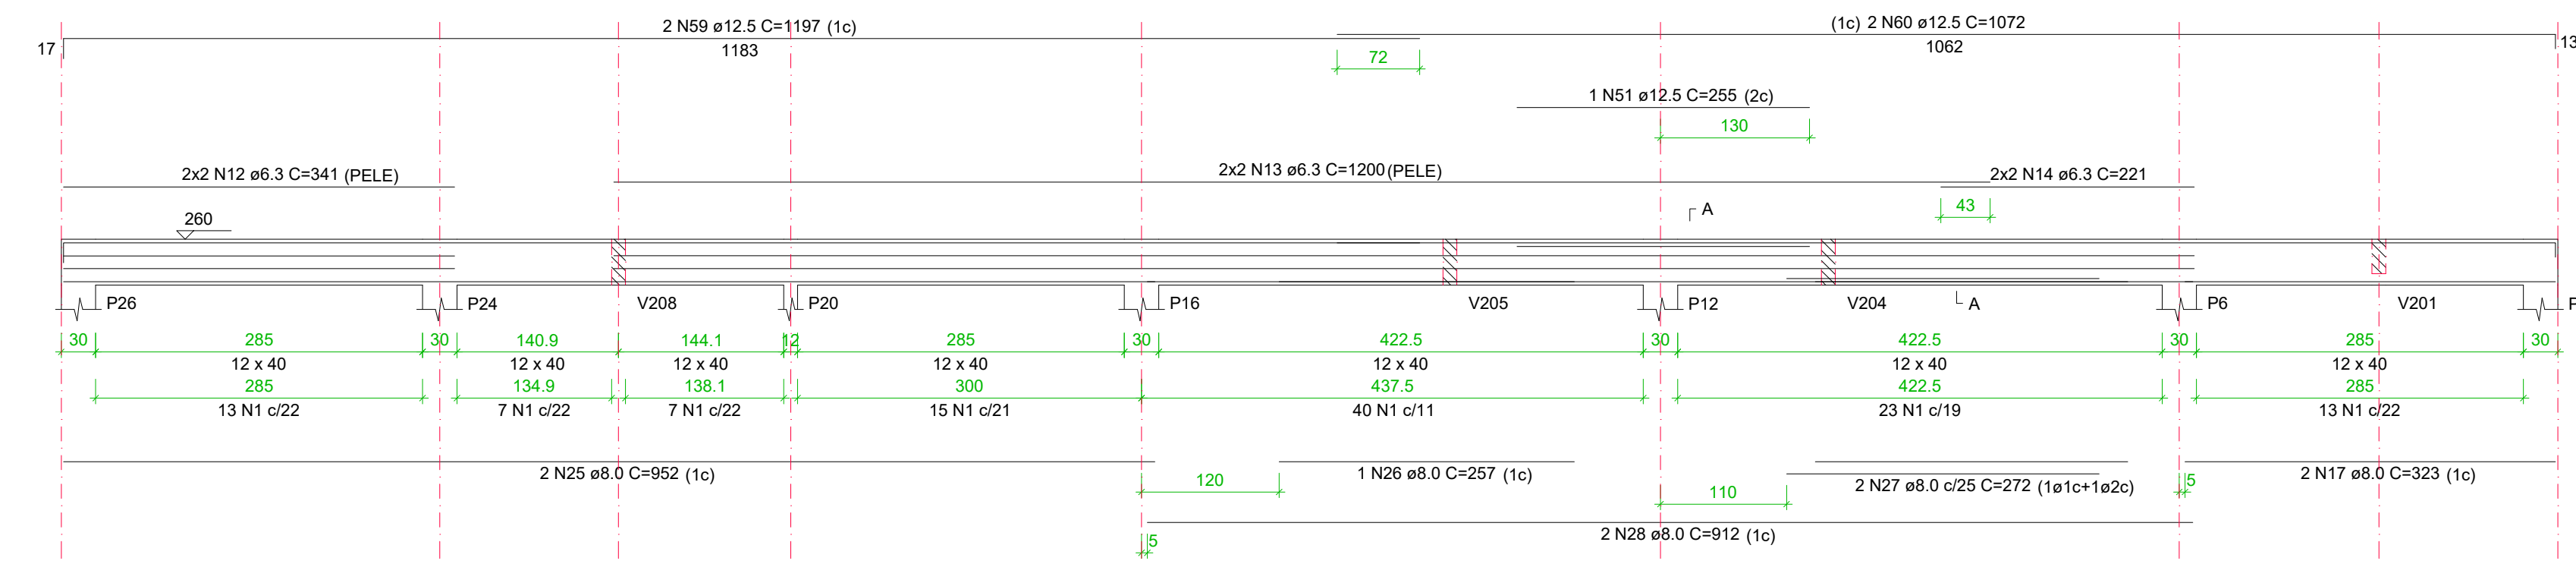 2 N59 ø12.5 C=1197 (1c)
(1c) 2 N60 ø12.5 C=1072
17
1183
1062
13
72
1 N51 ø12.5 C=255 (2c)
130
2x2 N12 ø6.3 C=341 (PELE)
2x2 N13 ø6.3 C=1200 (PELE)
2x2 N14 ø6.3 C=221
43
260
A
P26
P24
V208
P20
P16
V205
P12
V204
A
P6
V201
P
30 285 30 140.9 144.1 12 285 30 422.5 30 422.5 30 285 30
12 x 40 12 x 40 12 x 40 12 x 40 12 x 40 12 x 40 12 x 40
285 134.9 138.1 300 437.5 422.5 285
13 N1 c/22 7 N1 c/22 7 N1 c/22 15 N1 c/21 40 N1 c/11 23 N1 c/19 13 N1 c/22
2 N25 ø8.0 C=952 (1c)
120
1 N26 ø8.0 C=257 (1c)
110
2 N27 ø8.0 c/25 C=272 (1ø1c+1ø2c)
5
2 N17 ø8.0 C=323 (1c)
5
2 N28 ø8.0 C=912 (1c)